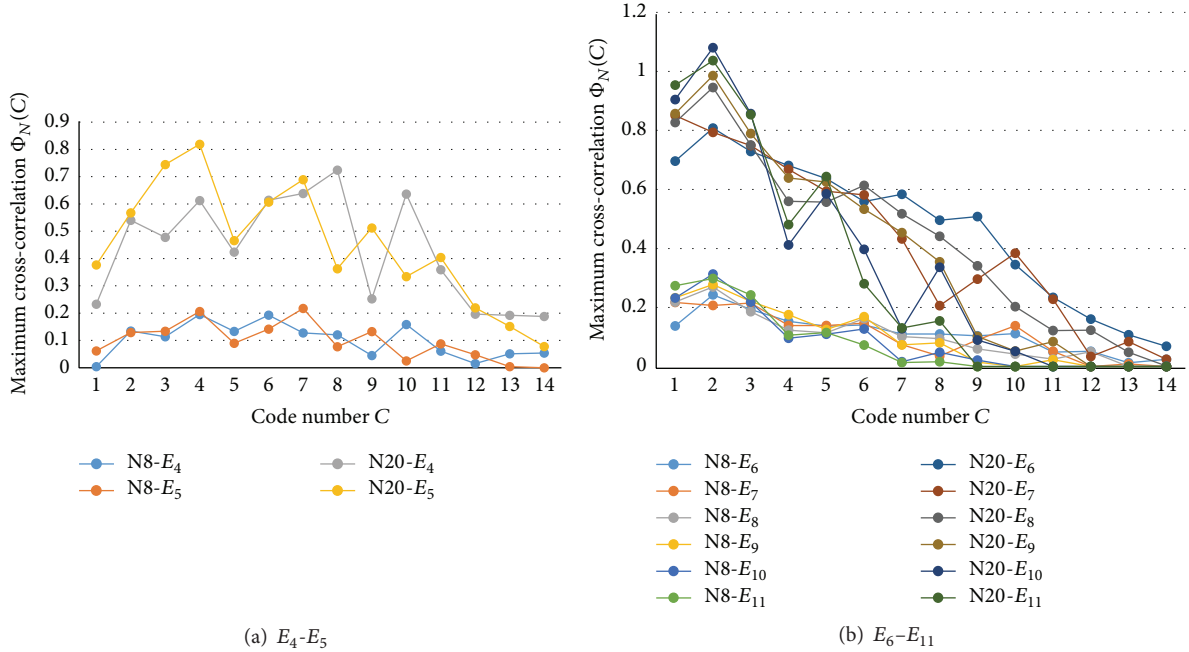 Maximum cross-correlation Φ_N(C)
0.9
0.8
0.7
0.6
0.5
0.4
0.3
0.2
0.1
0
1 2 3 4 5 6 7 8 9 10 11 12 13 14
Code number C
N8-E₄
N20-E₄
N8-E₅
N20-E₅
(a) E₄-E₅
Maximum cross-correlation Φ_N(C)
1.2
1
0.8
0.6
0.4
0.2
0
1 2 3 4 5 6 7 8 9 10 11 12 13 14
Code number C
N8-E₆
N8-E₇
N8-E₈
N8-E₉
N8-E₁₀
N8-E₁₁
N20-E₆
N20-E₇
N20-E₈
N20-E₉
N20-E₁₀
N20-E₁₁
(b) E₆–E₁₁